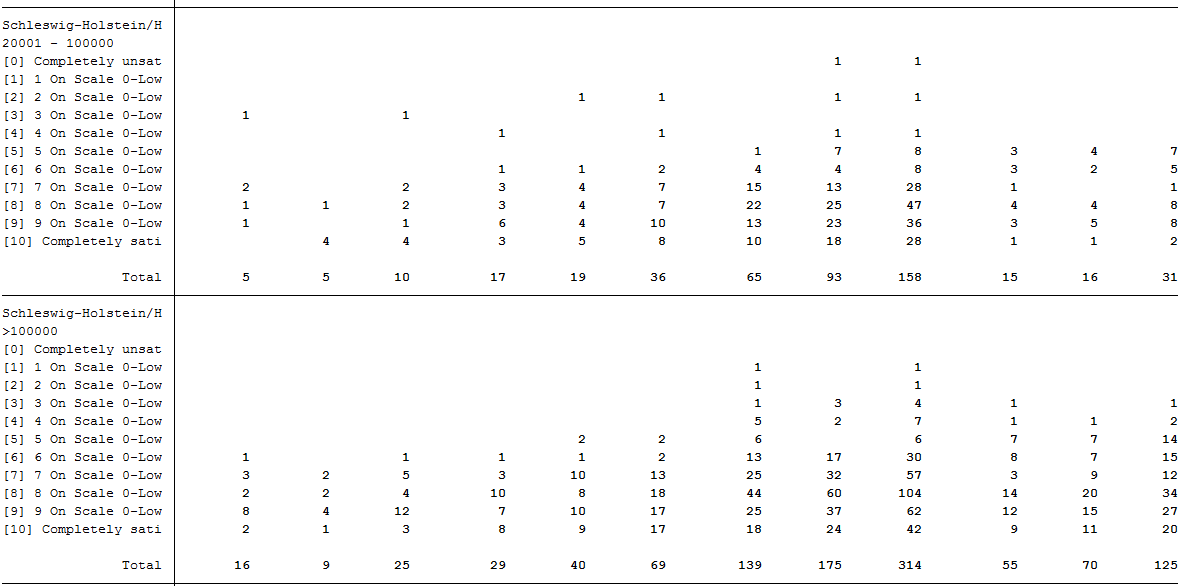 Schleswig-Holstein/H
20001 - 100000
[0] Completely unsat 1 1
[1] 1 On Scale 0-Low
[2] 2 On Scale 0-Low 1 1 1 1
[3] 3 On Scale 0-Low 1 1
[4] 4 On Scale 0-Low 1 1 1 1
[5] 5 On Scale 0-Low 1 7 8 3 4 7
[6] 6 On Scale 0-Low 1 1 2 4 4 8 3 2 5
[7] 7 On Scale 0-Low 2 2 3 4 7 15 13 28 1 1
[8] 8 On Scale 0-Low 1 1 2 3 4 7 22 25 47 4 4 8
[9] 9 On Scale 0-Low 1 1 6 4 10 13 23 36 3 5 8
[10] Completely sati 4 4 3 5 8 10 18 28 1 1 2
Total 5 5 10 17 19 36 65 93 158 15 16 31
Schleswig-Holstein/H
>100000
[0] Completely unsat
[1] 1 On Scale 0-Low 1 1
[2] 2 On Scale 0-Low 1 1
[3] 3 On Scale 0-Low 1 3 4 1 1
[4] 4 On Scale 0-Low 5 2 7 1 1 2
[5] 5 On Scale 0-Low 2 2 6 6 7 7 14
[6] 6 On Scale 0-Low 1 1 1 1 2 13 17 30 8 7 15
[7] 7 On Scale 0-Low 3 2 5 3 10 13 25 32 57 3 9 12
[8] 8 On Scale 0-Low 2 2 4 10 8 18 44 60 104 14 20 34
[9] 9 On Scale 0-Low 8 4 12 7 10 17 25 37 62 12 15 27
[10] Completely sati 2 1 3 8 9 17 18 24 42 9 11 20
Total 16 9 25 29 40 69 139 175 314 55 70 125